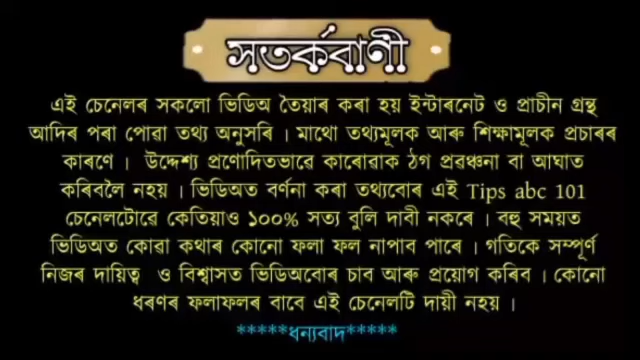 সতৰ্কবাণী
এই চেনেলৰ সকলো ভিডিঅ তৈয়াৰ কৰা হয় ইন্টাৰনেট ও প্ৰাচীন গ্ৰন্থ
আদিৰ পৰা পোৱা তথ্য অনুসৰি । মাথো তথ্যমূলক আৰু শিক্ষামূলক প্ৰচাৰৰ
কাৰণে । উদ্দেশ্য প্ৰণোদিতভাৱে কাৰোৱাক ঠগ প্ৰৱঞ্চনা বা আঘাত
কৰিবলৈ নহয় । ভিডিঅত বৰ্ণনা কৰা তথ্যবোৰ এই Tips abc 101
চেনেলটোৱে কেতিয়াও ১০০% সত্য বুলি দাবী নকৰে । বহু সময়ত
ভিডিঅত কোৱা কথাৰ কোনো ফলা ফল নাপাব পাৰে । গতিকে সম্পূৰ্ণ
নিজৰ দায়িত্ব ও বিশ্বাসত ভিডিঅবোৰ চাব আৰু প্ৰয়োগ কৰিব । কোনো
ধৰণৰ ফলাফলৰ বাবে এই চেনেলটি দায়ী নহয় ।
*****ধন্যবাদ*****